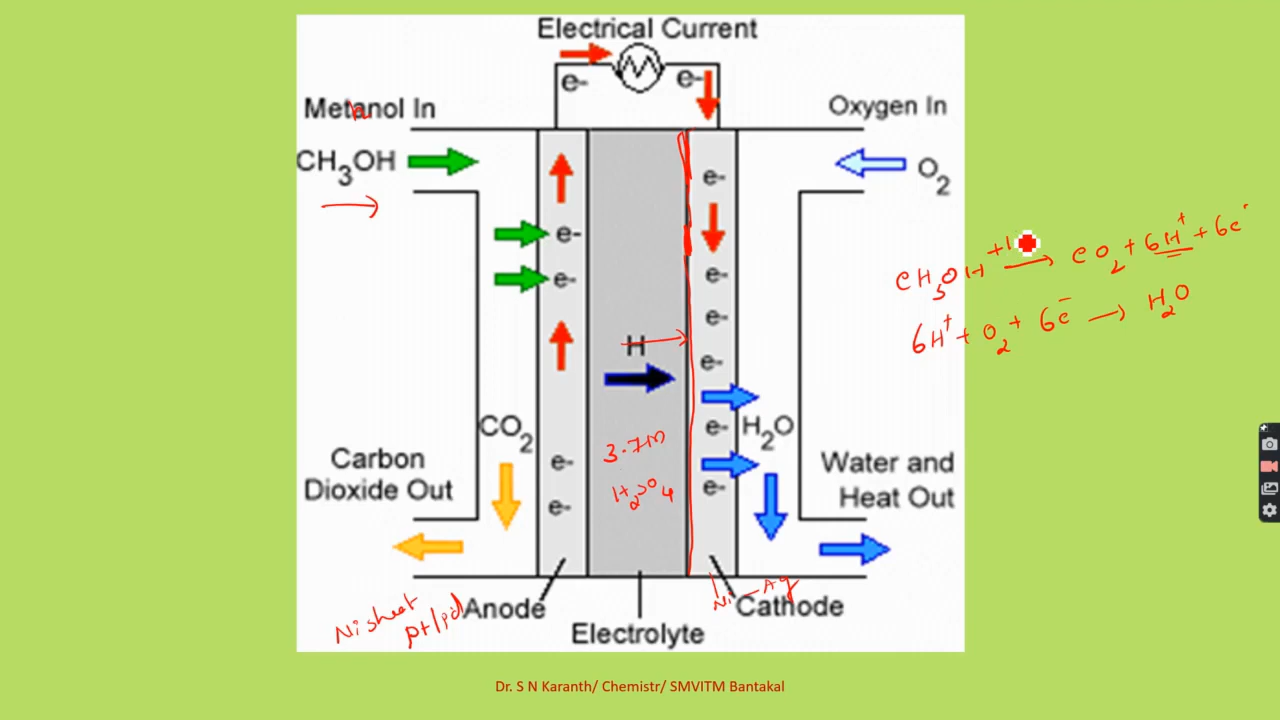 Electrical Current
e- e-
Metanol In
h
Oxygen In
CH3OH
O2
e-
e-
e-
e-
e-
e-
H
CH3OH + → CO2 + 6H+ + 6e-
6H+ + O2 + 6e- → H2O
CO2
e-
H2O
Carbon
Dioxide Out
3-7M
H2SO4
e-
e-
e-
Water and
Heat Out
Ni sheet
pt/pd
Anode
Electrolyte
Ni-Ag
Cathode
Dr. S N Karanth/ Chemistr/ SMVITM Bantakal